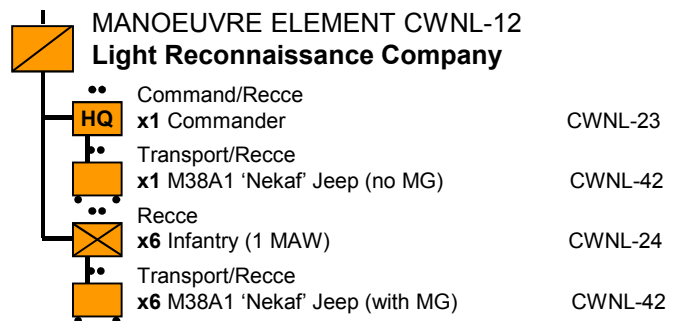 MANOEUVRE ELEMENT CWNL-12
Light Reconnaissance Company
Command/Recce
HQ x1 Commander CWNL-23
Transport/Recce
x1 M38A1 ‘Nekaf’ Jeep (no MG) CWNL-42
Recce
x6 Infantry (1 MAW) CWNL-24
Transport/Recce
x6 M38A1 ‘Nekaf’ Jeep (with MG) CWNL-42